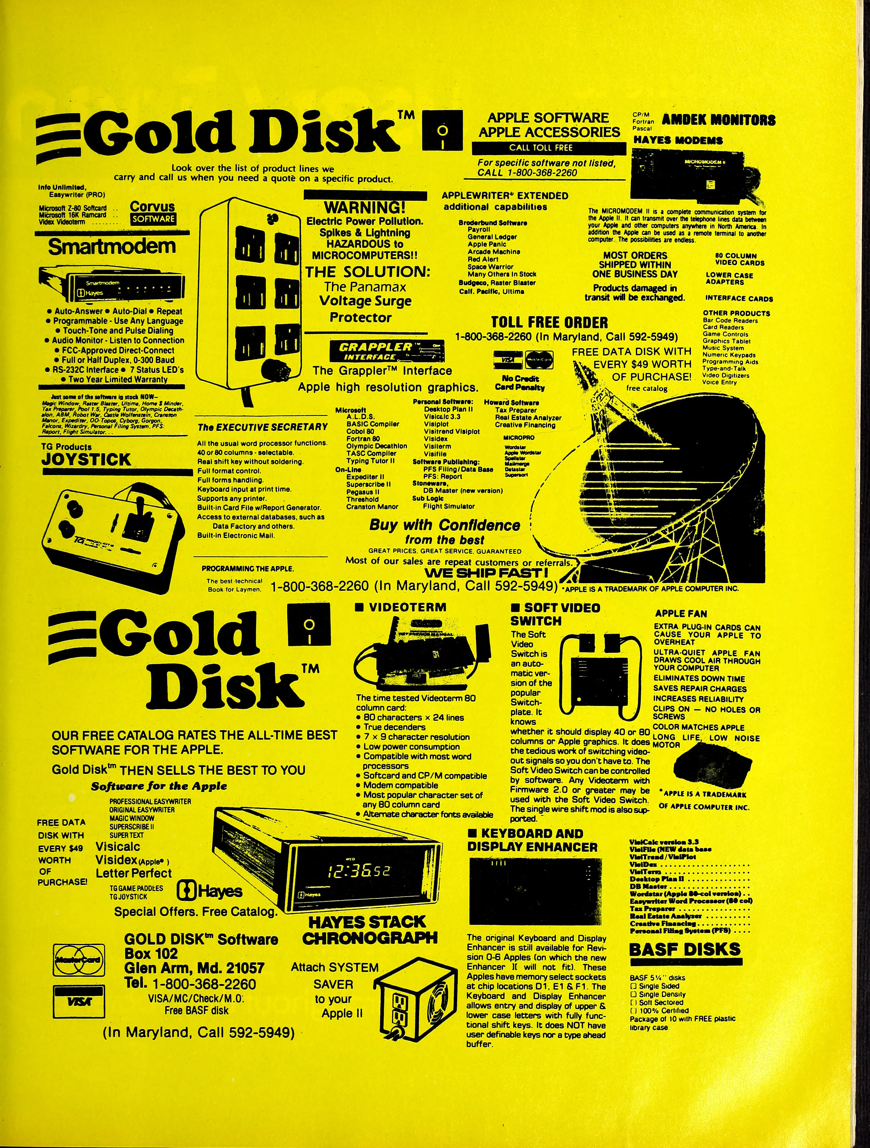 Gold Disk™
Look over the list of product lines we
carry and call us when you need a quote on a specific product.
APPLE SOFTWARE
APPLE ACCESSORIES
CALL TOLL FREE
For specific software not listed,
CALL 1-800-368-2260
CP/M
Fortran
Pascal
AMDEK MONITORS
HAYES MODEMS
MICROMODEM II
Info Unlimited,
Easywriter (PRO)
Microsoft Z-80 Softcard ..
Microsoft 16K Ramcard ..
Videx Videoterm ........
Corvus
SOFTWARE
Smartmodem
Smartmodem
Hayes
• Auto-Answer • Auto-Dial • Repeat
• Programmable - Use Any Language
• Touch-Tone and Pulse Dialing
• Audio Monitor - Listen to Connection
• FCC-Approved Direct-Connect
• Full or Half Duplex, 0-300 Baud
• RS-232C Interface • 7 Status LED's
• Two Year Limited Warranty
Just some of the software in stock NOW—
Magic Window, Raster Blaster, Ultima, Home $ Minder,
Tax Preparer, Pool 1.5, Typing Tutor, Olympic Decath-
alon, ABM, Robot War, Castle Wolfenstein, Cranston
Manor, Expediter, OO-Topos, Cyborg, Gorgon,
Falcons, Wizardry, Personal Filing System, PFS:
Report, Flight Simulator...
TG Products
JOYSTICK
WARNING!
Electric Power Pollution.
Spikes & Lightning
HAZARDOUS to
MICROCOMPUTERS!!
THE SOLUTION:
The Panamax
Voltage Surge
Protector
GRAPPLER™
INTERFACE
The Grappler™ Interface
Apple high resolution graphics.
The EXECUTIVE SECRETARY
All the usual word processor functions.
40 or 80 columns - selectable.
Real shift key without soldering.
Full format control.
Full forms handling.
Keyboard input at print time.
Supports any printer.
Built-in Card File w/Report Generator.
Access to external databases, such as
Data Factory and others.
Built-in Electronic Mail.
PROGRAMMING THE APPLE.
The best technical
Book for Laymen.
APPLEWRITER* EXTENDED
additional capabilities
Broderbund Software
Payroll
General Ledger
Apple Panic
Arcade Machine
Red Alert
Space Warrior
Many Others In Stock
Budgeco, Raster Blaster
Calif. Pacific, Ultima
The MICROMODEM II is a complete communication system for
the Apple II. It can transmit over the telephone lines data between
your Apple and other computers anywhere in North America. In
addition the Apple can be used as a remote terminal to another
computer. The possibilities are endless.
MOST ORDERS
SHIPPED WITHIN
ONE BUSINESS DAY
Products damaged in
transit will be exchanged.
80 COLUMN
VIDEO CARDS
LOWER CASE
ADAPTERS
INTERFACE CARDS
OTHER PRODUCTS
Bar Code Readers
Card Readers
Game Controls
Graphics Tablet
Music System
Numeric Keypads
Programming Aids
Type-and-Talk
Video Digitizers
Voice Entry
TOLL FREE ORDER
1-800-368-2260 (In Maryland, Call 592-5949)
VISA
MasterCard
No Credit
Card Penalty
FREE DATA DISK WITH
EVERY $49 WORTH
OF PURCHASE!
free catalog
Microsoft
A.L.D.S.
BASIC Compiler
Cobol 80
Fortran 80
Olympic Decathlon
TASC Compiler
Typing Tutor II
On-Line
Expediter II
Superscribe II
Pegasus II
Threshold
Cranston Manor
Personal Software:
Desktop Plan II
Visicalc 3.3
Visiplot
Visitrend Visiplot
Visidex
Visiterm
Visifile
Software Publishing:
PFS Filing/Data Base
PFS: Report
Stoneware,
DB Master (new version)
Sub Logic
Flight Simulator
Howard Software
Tax Preparer
Real Estate Analyzer
Creative Financing
MICROPRO
Wordstar
Apple Wordstar
Spellstar
Mailmerge
Datastar
Supersort
Buy with Confidence
from the best
GREAT PRICES, GREAT SERVICE, GUARANTEED
Most of our sales are repeat customers or referrals.
WE SHIP FAST!
1-800-368-2260 (In Maryland, Call 592-5949)
*APPLE IS A TRADEMARK OF APPLE COMPUTER INC.
Gold
Disk™
OUR FREE CATALOG RATES THE ALL-TIME BEST
SOFTWARE FOR THE APPLE.
Gold Disk™ THEN SELLS THE BEST TO YOU
Software for the Apple
PROFESSIONAL EASYWRITER
ORIGINAL EASYWRITER
MAGIC WINDOW
SUPERSCRIBE II
SUPER TEXT
FREE DATA
DISK WITH
EVERY $49
WORTH
OF
PURCHASE!
Visicalc
Visidex (Apple*)
Letter Perfect
TG GAME PADDLES
TG JOYSTICK
Hayes
Special Offers. Free Catalog.
MasterCard
VISA
GOLD DISK™ Software
Box 102
Glen Arm, Md. 21057
Tel. 1-800-368-2260
VISA/MC/Check/M.O.
Free BASF disk
(In Maryland, Call 592-5949)
■ VIDEOTERM
The time tested Videoterm 80
column card:
• 80 characters × 24 lines
• True decenders
• 7 × 9 character resolution
• Low power consumption
• Compatible with most word
processors
• Softcard and CP/M compatible
• Modem compatible
• Most popular character set of
any 80 column card
• Alternate character fonts available
12:36 52
HAYES STACK
CHRONOGRAPH
Attach SYSTEM
SAVER
to your
Apple II
■ SOFT VIDEO
SWITCH
The Soft
Video
Switch is
an auto-
matic ver-
sion of the
popular
Switch-
plate. It
knows
whether it should display 40 or 80
columns or Apple graphics. It does
the tedious work of switching video-
out signals so you don't have to. The
Soft Video Switch can be controlled
by software. Any Videoterm with
Firmware 2.0 or greater may be
used with the Soft Video Switch.
The single wire shift mod is also sup-
ported.
■ KEYBOARD AND
DISPLAY ENHANCER
The original Keyboard and Display
Enhancer is still available for Revi-
sion 0-6 Apples (on which the new
Enhancer II will not fit). These
Apples have memory select sockets
at chip locations D1, E1 & F1. The
Keyboard and Display Enhancer
allows entry and display of upper &
lower case letters with fully func-
tional shift keys. It does NOT have
user definable keys nor a type ahead
buffer.
APPLE FAN
EXTRA PLUG-IN CARDS CAN
CAUSE YOUR APPLE TO
OVERHEAT
ULTRA-QUIET APPLE FAN
DRAWS COOL AIR THROUGH
YOUR COMPUTER
ELIMINATES DOWN TIME
SAVES REPAIR CHARGES
INCREASES RELIABILITY
CLIPS ON — NO HOLES OR
SCREWS
COLOR MATCHES APPLE
LONG LIFE, LOW NOISE
MOTOR
*APPLE IS A TRADEMARK
OF APPLE COMPUTER INC.
VisiCalc version 3.3
VisiFile (NEW data base
VisiTrend/VisiPlot
VisiDex
VisiTerm
Desktop Plan II
DB Master
Wordstar (Apple 80-col version)
Easywriter Word Processor (80 col)
Tax Preparer
Real Estate Analyzer
Creative Financing
Personal Filing System (PFS)
BASF DISKS
BASF 5¼" disks
[ ] Single Sided
[ ] Single Density
[ ] Soft Sectored
[ ] 100% Certified
Package of 10 with FREE plastic
library case